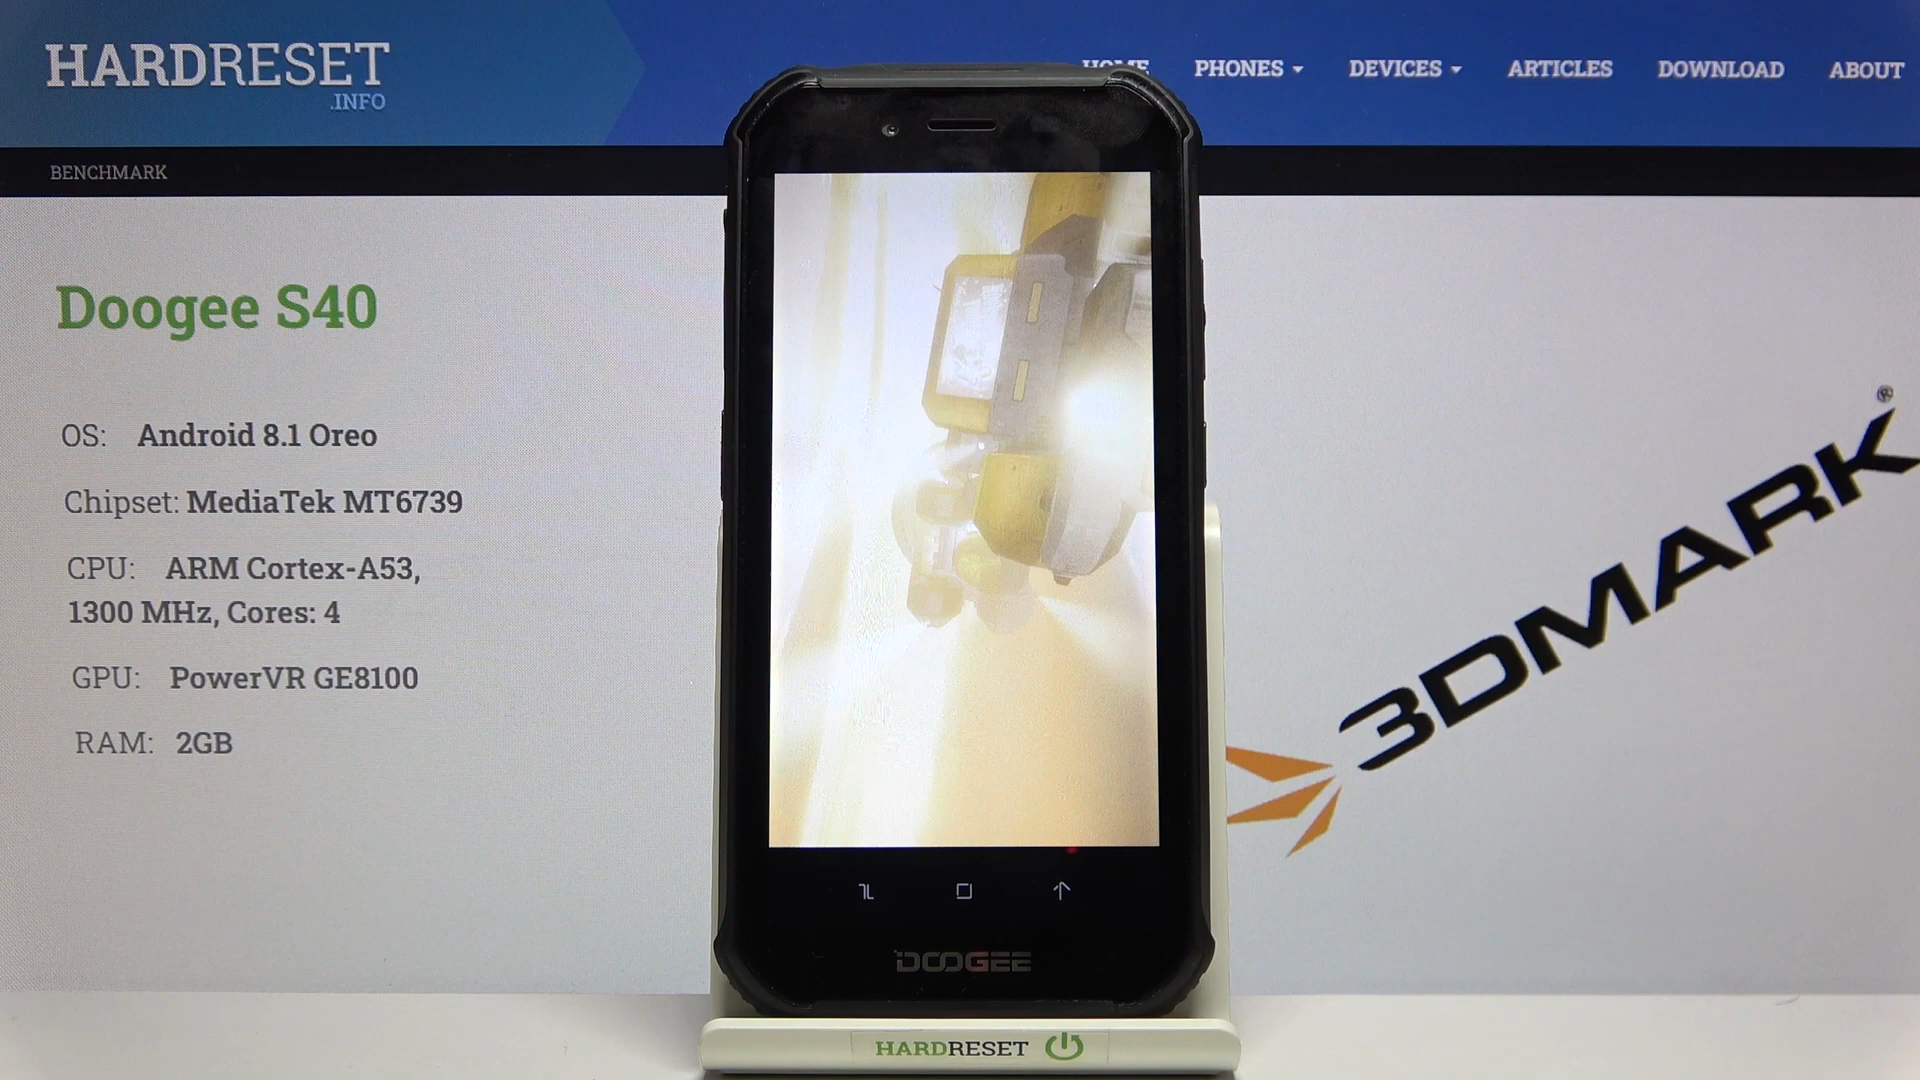 HARDRESET
.INFO
HOME PHONES DEVICES ARTICLES DOWNLOAD ABOUT
BENCHMARK
Doogee S40
OS: Android 8.1 Oreo
Chipset: MediaTek MT6739
CPU: ARM Cortex-A53,
1300 MHz, Cores: 4
GPU: PowerVR GE8100
RAM: 2GB
3DMARK®
DOOGEE
HARDRESET